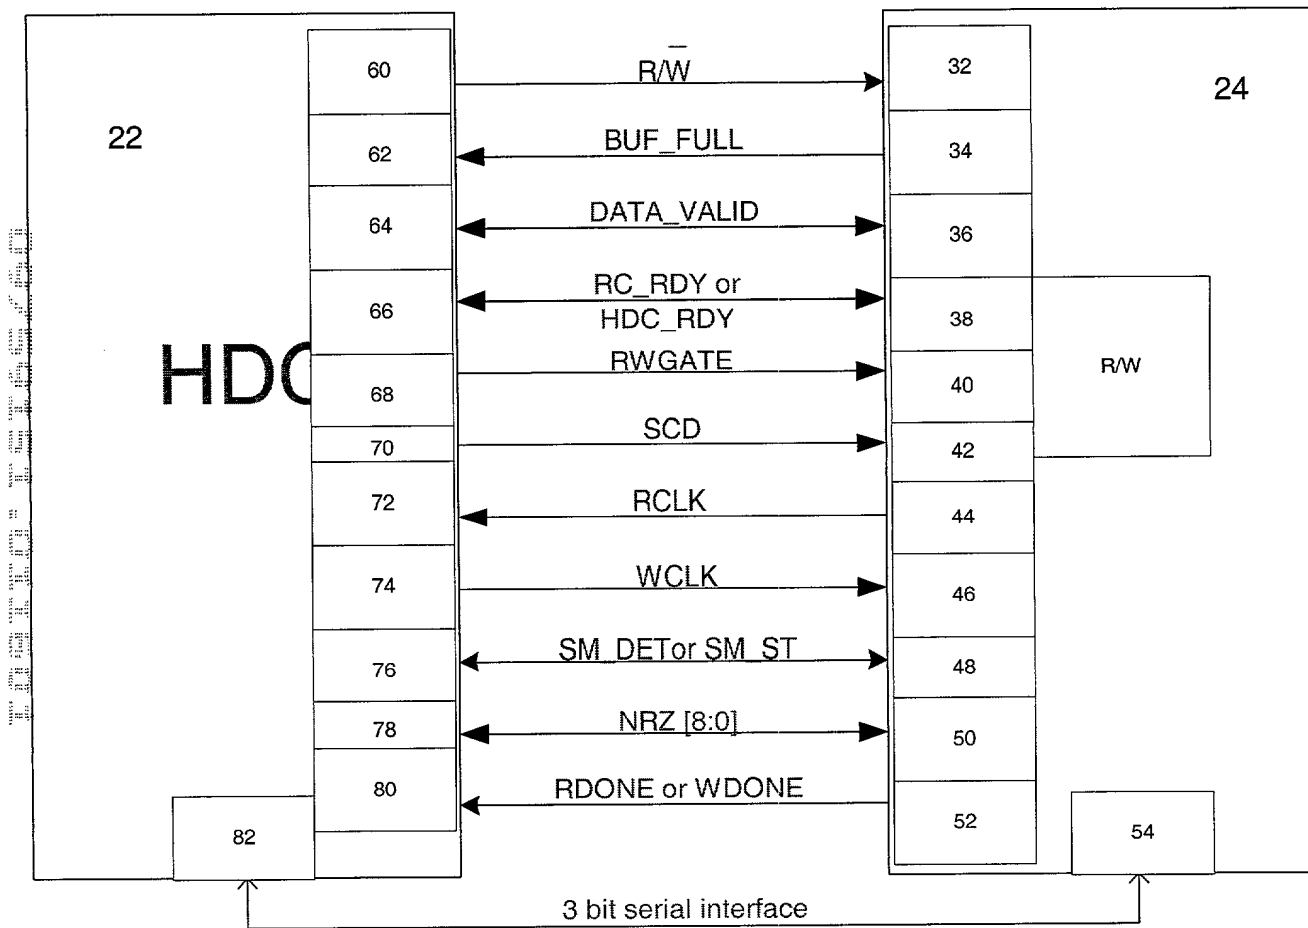 60
R/W̅
32
24
22
62
BUF_FULL
34
64
DATA_VALID
36
66
RC_RDY or
HDC_RDY
38
HDC
68
RWGATE
40
R/W
70
SCD
42
72
RCLK
44
74
WCLK
46
76
SM_DETor SM_ST
48
78
NRZ [8:0]
50
80
RDONE or WDONE
52
82
54
3 bit serial interface